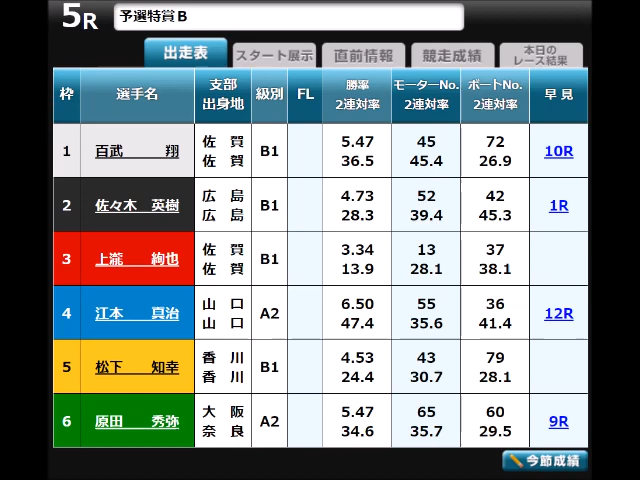 5R 予選特賞B
出走表 スタート展示 直前情報 競走成績 本日の
レース結果
枠 選手名 支部 級別 FL 勝率 モーターNo. ボートNo. 早見
出身地 2連対率 2連対率 2連対率
1 百武 翔 佐賀 B1 5.47 45 72 10R
佐賀 36.5 45.4 26.9
2 佐々木 英樹 広島 B1 4.73 52 42 1R
広島 28.3 39.4 45.3
3 上瀧 絢也 佐賀 B1 3.34 13 37
佐賀 13.9 28.1 38.1
4 江本 真治 山口 A2 6.50 55 36 12R
山口 47.4 35.6 41.4
5 松下 知幸 香川 B1 4.53 43 79
香川 24.4 30.7 28.1
6 原田 秀弥 大阪 A2 5.47 65 60 9R
奈良 34.6 35.7 29.5
今節成績